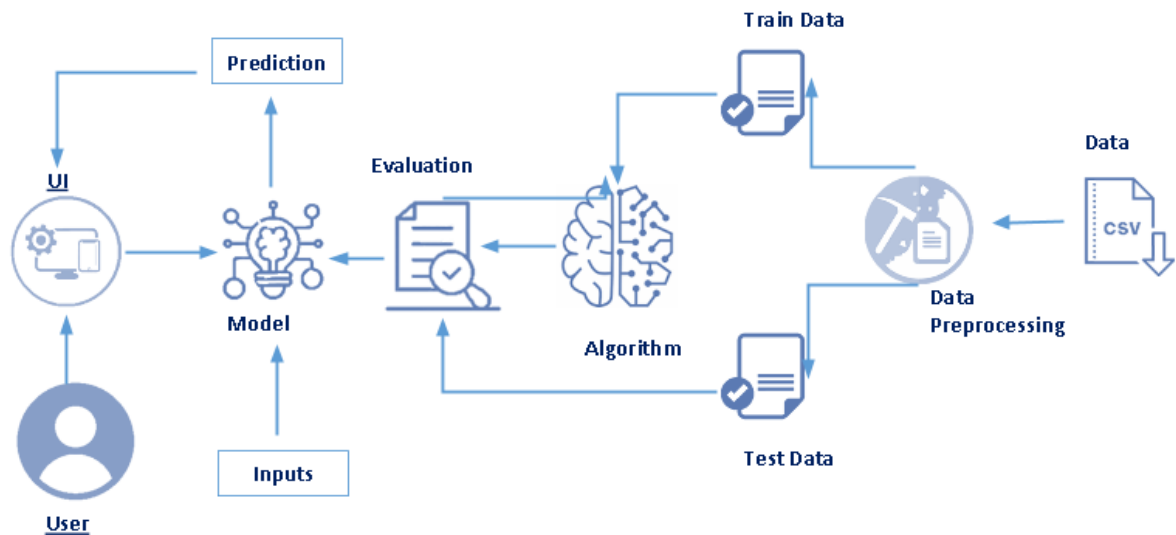 Train Data
Prediction
Data
Evaluation
UI
CSV
Data
Preprocessing
Model
Algorithm
Test Data
Inputs
User